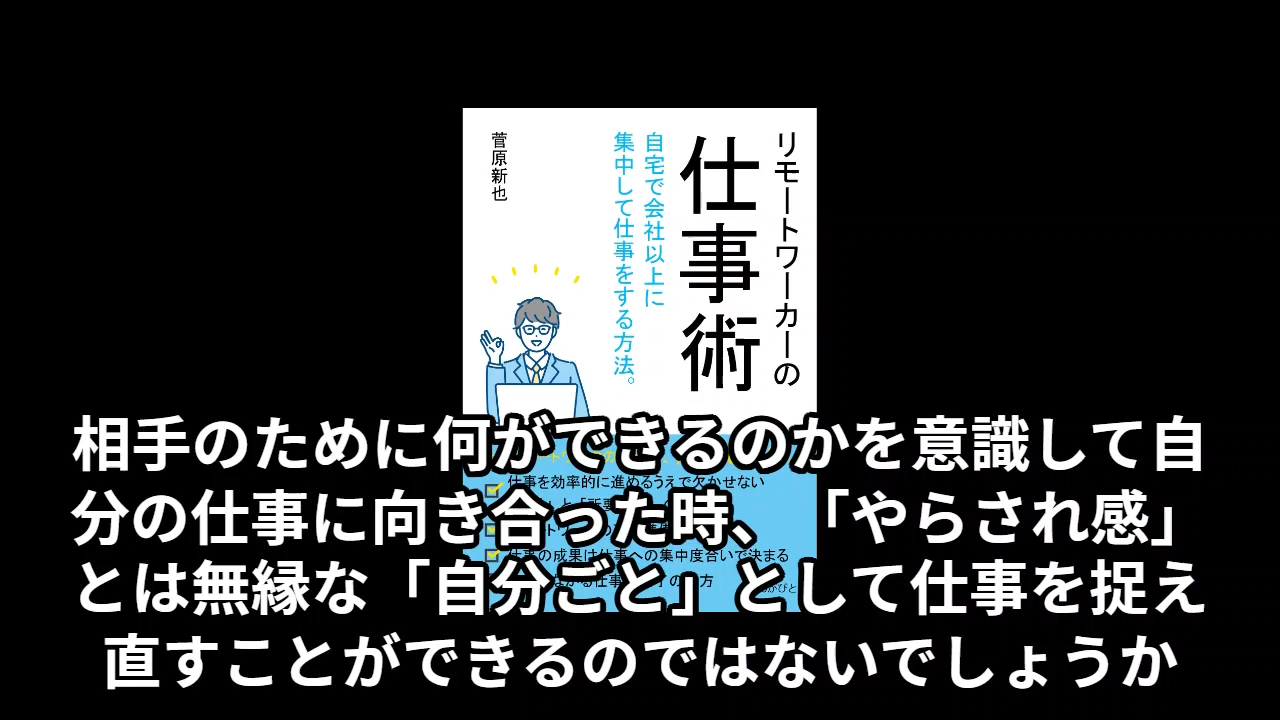 リモートワーカーの
仕事術
自宅で会社以上に
集中して仕事をする方法。
菅原新也
仕事を効率的に進めるうえで欠かせない
仕事の成果は仕事への集中度合いで決まる
相手のために何ができるのかを意識して自
分の仕事に向き合った時、「やらされ感」
とは無縁な「自分ごと」として仕事を捉え
直すことができるのではないでしょうか